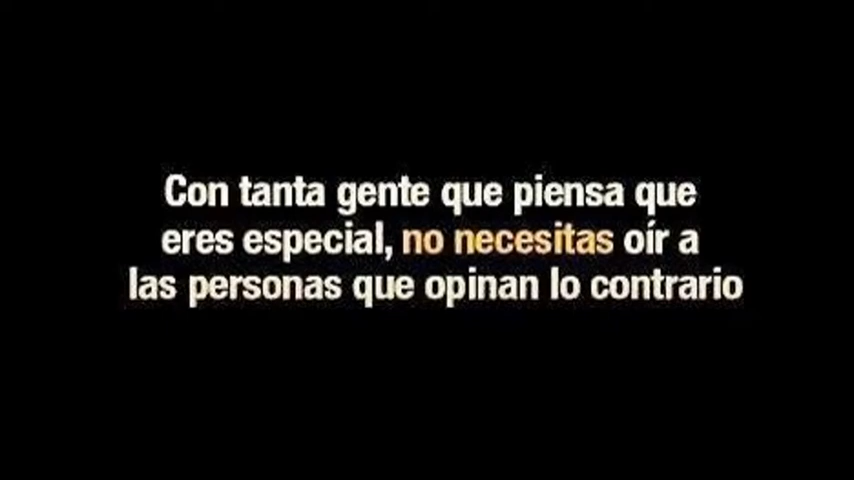 Con tanta gente que piensa que
eres especial, no necesitas oír a
las personas que opinan lo contrario